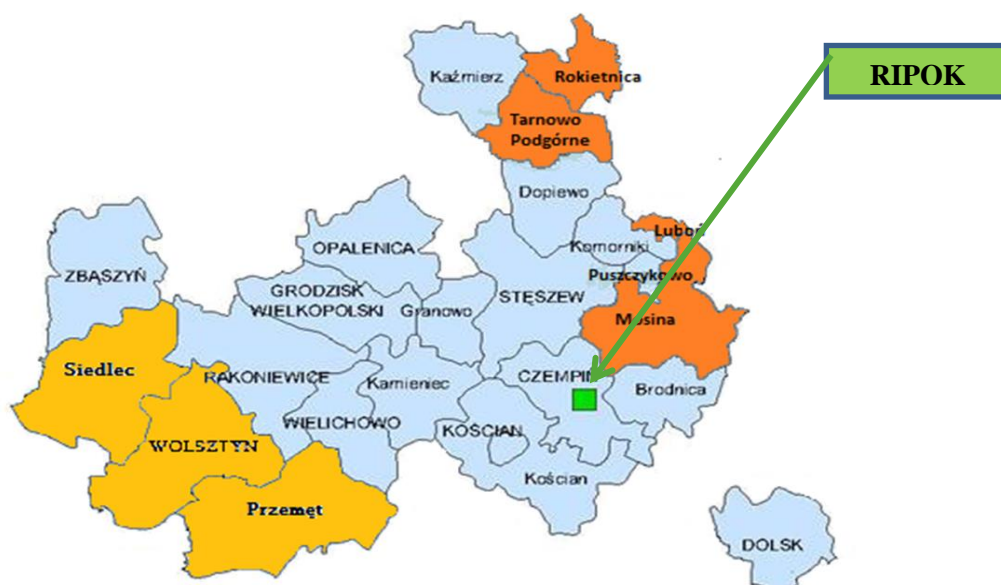 Kaźmierz
Rokietnica
RIPOK
Tarnowo
Podgórne
Dopiewo
Luboń
OPALENICA
Komorniki
ZBĄSZYŃ
Puszczykowo
GRODZISK
WIELKOPOLSKI
Granowo
STĘSZEW
Mosina
Siedlec
RAKONIEWICE
Kamieniec
CZEMPIŃ
Brodnica
WIELICHOWO
KOŚCIAN
WOLSZTYN
Kościan
Przemęt
DOLSK